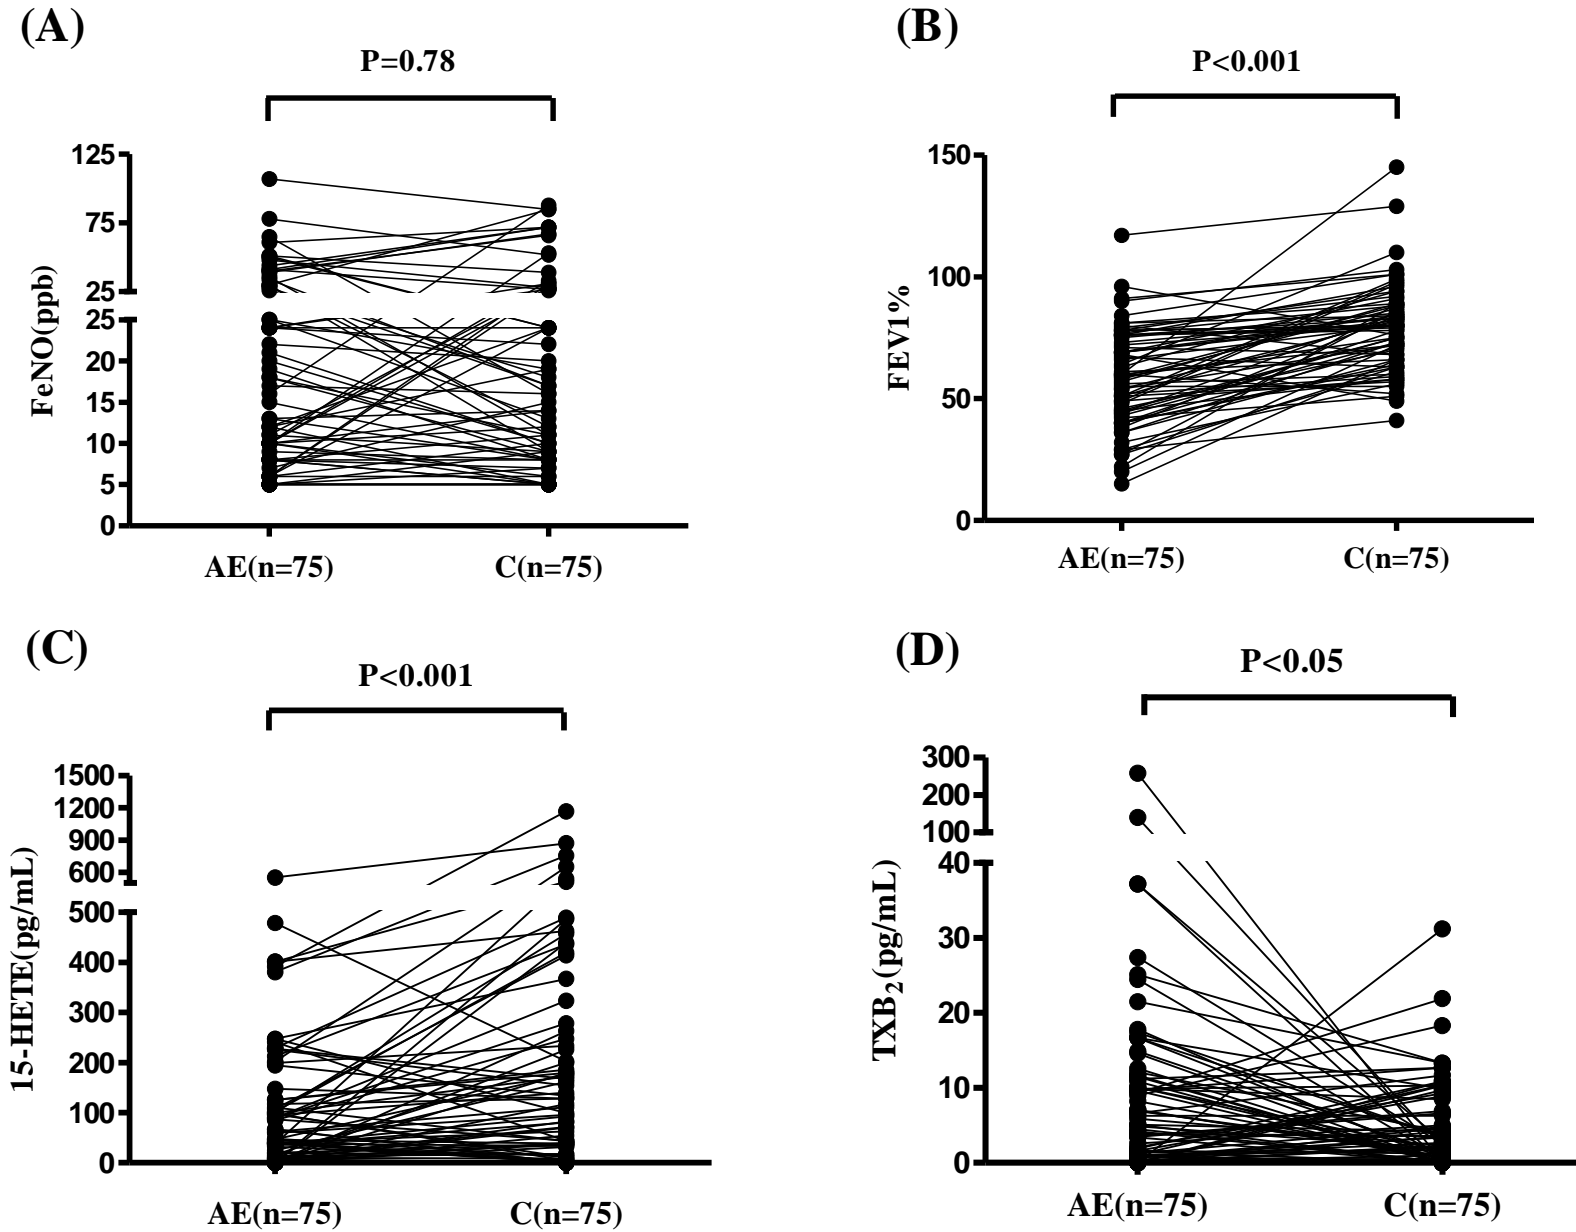 (A)
P=0.78
FeNO(ppb)
125
75
25
25
20
15
10
5
0
AE(n=75)
C(n=75)
(B)
P<0.001
FEV1%
150
100
50
0
AE(n=75)
C(n=75)
(C)
P<0.001
15-HETE(pg/mL)
1500
1200
900
600
500
400
300
200
100
0
AE(n=75)
C(n=75)
(D)
P<0.05
TXB₂(pg/mL)
300
200
100
40
30
20
10
0
AE(n=75)
C(n=75)